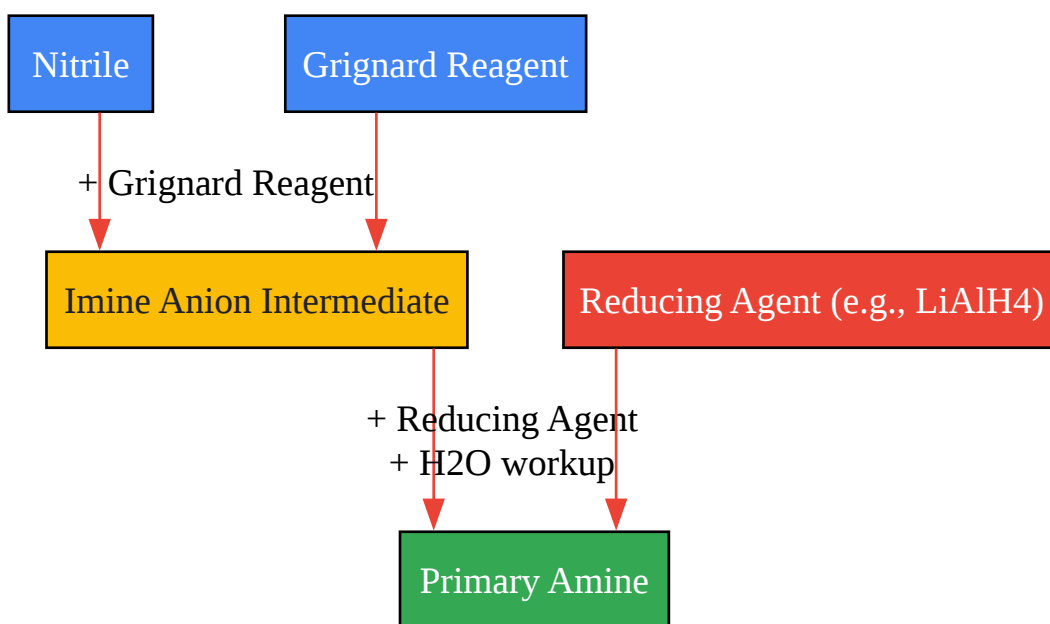 Nitrile
Grignard Reagent
+ Grignard Reagent
Imine Anion Intermediate
Reducing Agent (e.g., LiAlH4)
+ Reducing Agent
+ H2O workup
Primary Amine